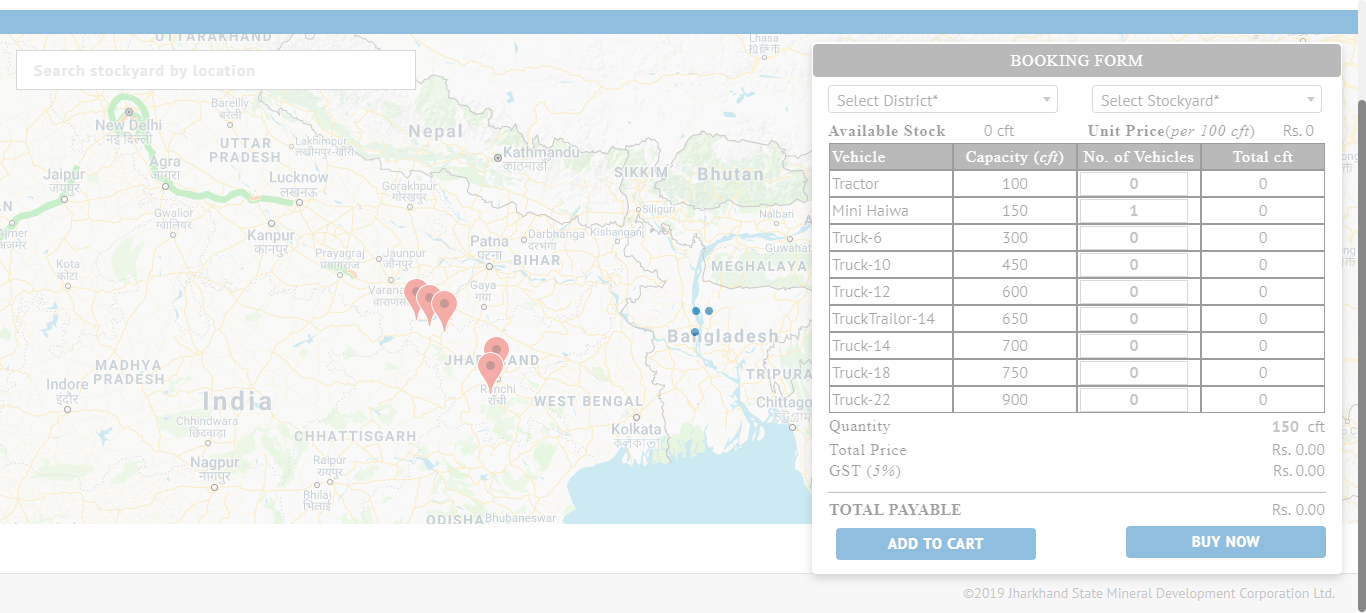 UTTARAKHAND
Lhasa
Search stockyard by location
Bareilly
बरेली
New Delhi
नई दिल्ली
Nepal
Lakhimpur
लखीमपुर-खीरी
UTTAR
PRADESH
Kathmandu
काठमाडौं
Agra
आगरा
Jaipur
जयपुर
Lucknow
लखनऊ
SIKKIM
Bhutan
Gorakhpur
गोरखपुर
Gwalior
ग्वालियर
Siliguri
Nalbari
Ajmer
अजमेर
Kanpur
कानपुर
Patna
पटना
Darbhanga
दरभंगा
Kishanganj
Guwahat
Prayagraj
प्रयागराज
Jaunpur
जौनपुर
BIHAR
MEGHALAYA
Kota
कोटा
Varana
वाराणसी
Gaya
गया
Bangladesh
MADHYA
PRADESH
JHARKHAND
TRIPURA
Indore
इंदौर
Ranchi
राँची
India
WEST BENGAL
Chittago
Chhindwara
छिंदवाड़ा
CHHATTISGARH
Kolkata
কলকাতা
Nagpur
नागपुर
Raipur
रायपुर
Bhilai
भिलाई
ODISHA
Bhubaneswar
BOOKING FORM
Select District*
Select Stockyard*
Available Stock 0 cft Unit Price(per 100 cft) Rs. 0
Vehicle Capacity (cft) No. of Vehicles Total cft
Tractor 100 0 0
Mini Haiwa 150 1 0
Truck-6 300 0 0
Truck-10 450 0 0
Truck-12 600 0 0
TruckTrailor-14 650 0 0
Truck-14 700 0 0
Truck-18 750 0 0
Truck-22 900 0 0
Quantity 150 cft
Total Price Rs. 0.00
GST (5%) Rs. 0.00
TOTAL PAYABLE Rs. 0.00
ADD TO CART
BUY NOW
©2019 Jharkhand State Mineral Development Corporation Ltd.